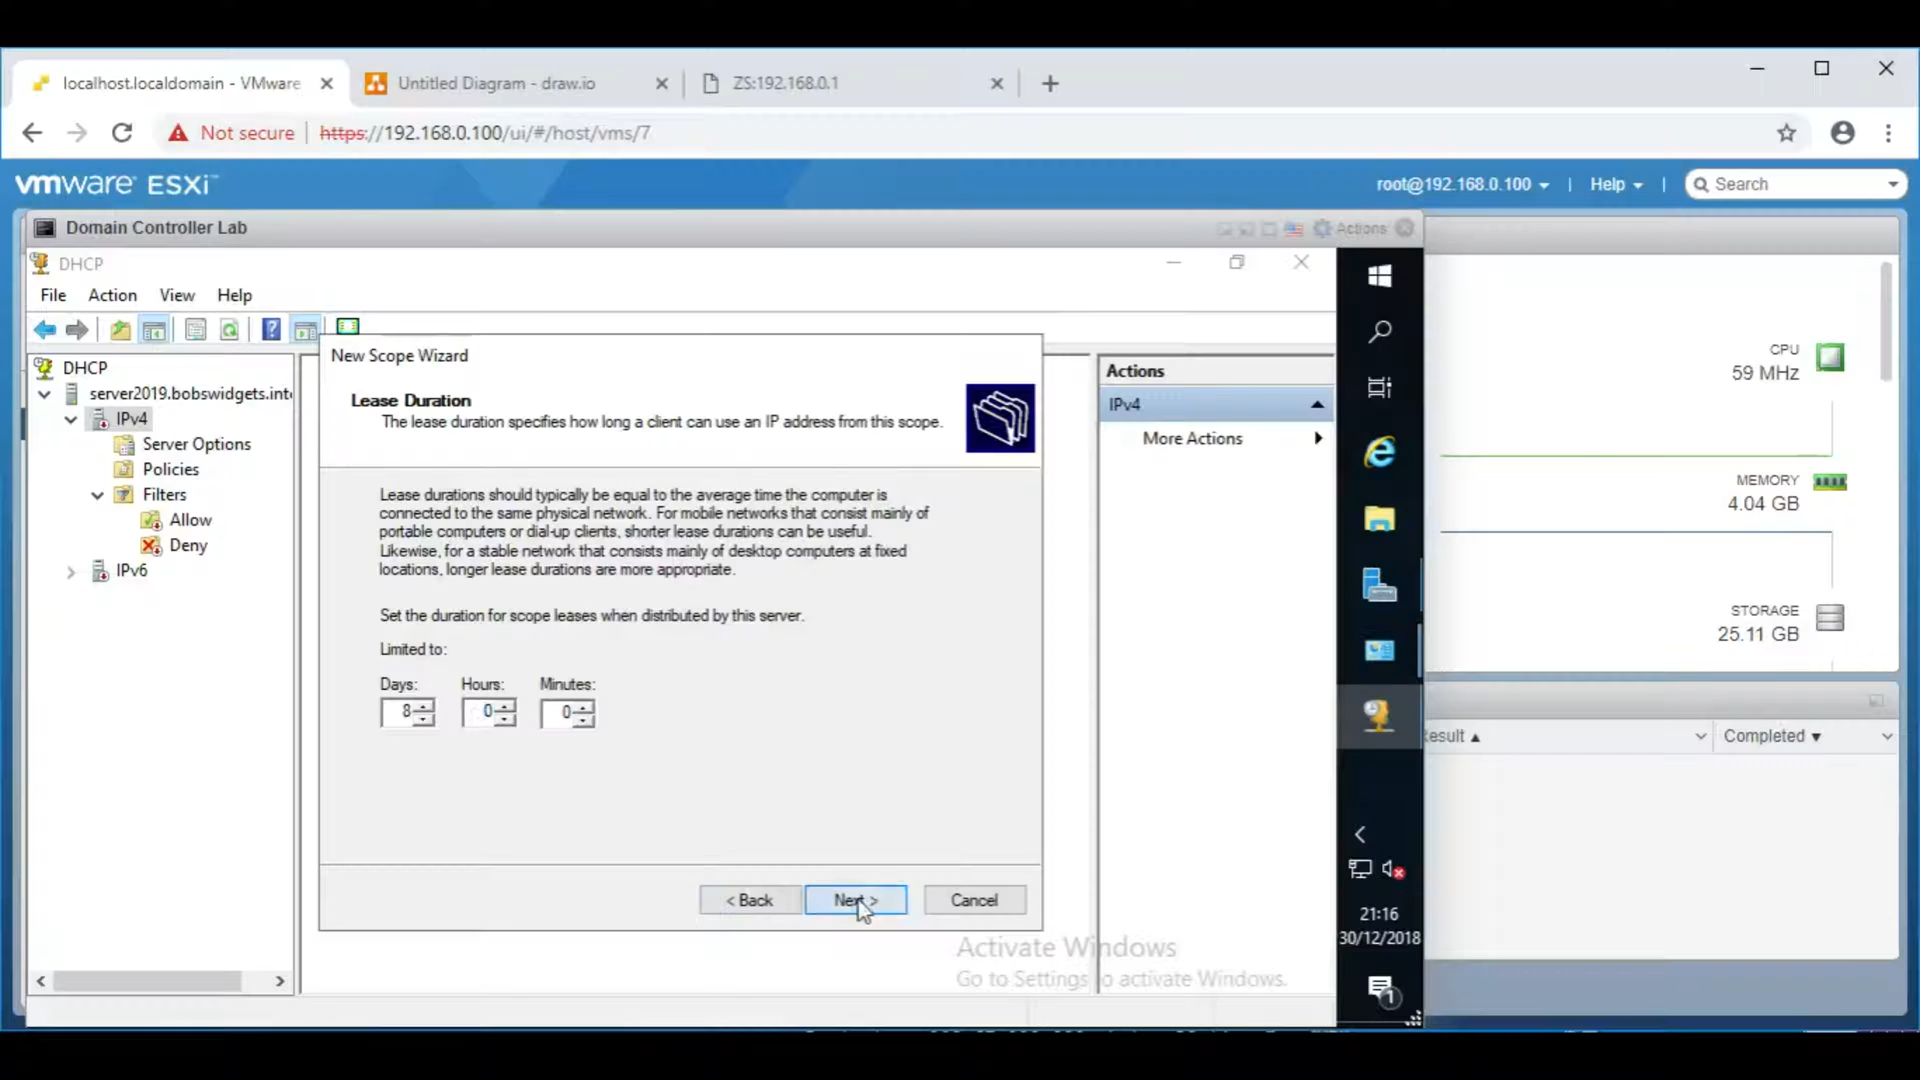 localhost.localdomain - VMware
Untitled Diagram - draw.io
ZS:192.168.0.1
Not secure
https://192.168.0.100/ui/#/host/vms/7
vmware ESXi™
root@192.168.0.100
Help
Search
Domain Controller Lab
Actions
DHCP
File Action View Help
DHCP
server2019.bobswidgets.inte
IPv4
Server Options
Policies
Filters
Allow
Deny
IPv6
New Scope Wizard
Lease Duration
The lease duration specifies how long a client can use an IP address from this scope.
Lease durations should typically be equal to the average time the computer is
connected to the same physical network. For mobile networks that consist mainly of
portable computers or dial-up clients, shorter lease durations can be useful.
Likewise, for a stable network that consists mainly of desktop computers at fixed
locations, longer lease durations are more appropriate.
Set the duration for scope leases when distributed by this server.
Limited to:
Days: Hours: Minutes:
8 0 0
< Back
Next >
Cancel
Actions
IPv4
More Actions
Activate Windows
Go to Settings to activate Windows.
21:16
30/12/2018
1
CPU
59 MHz
MEMORY
4.04 GB
STORAGE
25.11 GB
esult ▲
Completed ▼